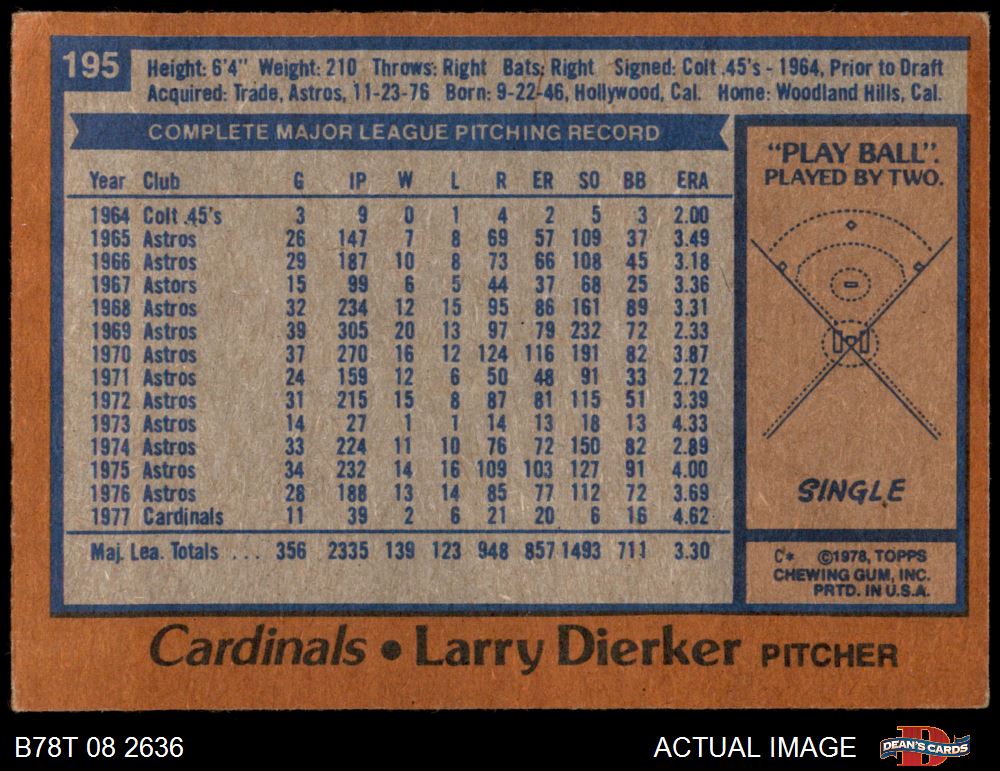 195
Height: 6'4" Weight: 210 Throws: Right Bats: Right Signed: Colt .45's - 1964, Prior to Draft
Acquired: Trade, Astros, 11-23-76 Born: 9-22-46, Hollywood, Cal. Home: Woodland Hills, Cal.
COMPLETE MAJOR LEAGUE PITCHING RECORD
Year Club G IP W L R ER SO BB ERA
1964 Colt .45's 3 9 0 1 4 2 5 3 2.00
1965 Astros 26 147 7 8 69 57 109 37 3.49
1966 Astros 29 187 10 8 73 66 108 45 3.18
1967 Astors 15 99 6 5 44 37 68 25 3.36
1968 Astros 32 234 12 15 95 86 161 89 3.31
1969 Astros 39 305 20 13 97 79 232 72 2.33
1970 Astros 37 270 16 12 124 116 191 82 3.87
1971 Astros 24 159 12 6 50 48 91 33 2.72
1972 Astros 31 215 15 8 87 81 115 51 3.39
1973 Astros 14 27 1 1 14 13 18 13 4.33
1974 Astros 33 224 11 10 76 72 150 82 2.89
1975 Astros 34 232 14 16 109 103 127 91 4.00
1976 Astros 28 188 13 14 85 77 112 72 3.69
1977 Cardinals 11 39 2 6 21 20 6 16 4.62
Maj. Lea. Totals . . . 356 2335 139 123 948 857 1493 711 3.30
"PLAY BALL".
PLAYED BY TWO.
SINGLE
C* ©1978, TOPPS
CHEWING GUM, INC.
PRTD. IN U.S.A.
Cardinals • Larry Dierker PITCHER
B78T 08 2636
ACTUAL IMAGE
DEAN'S CARDS